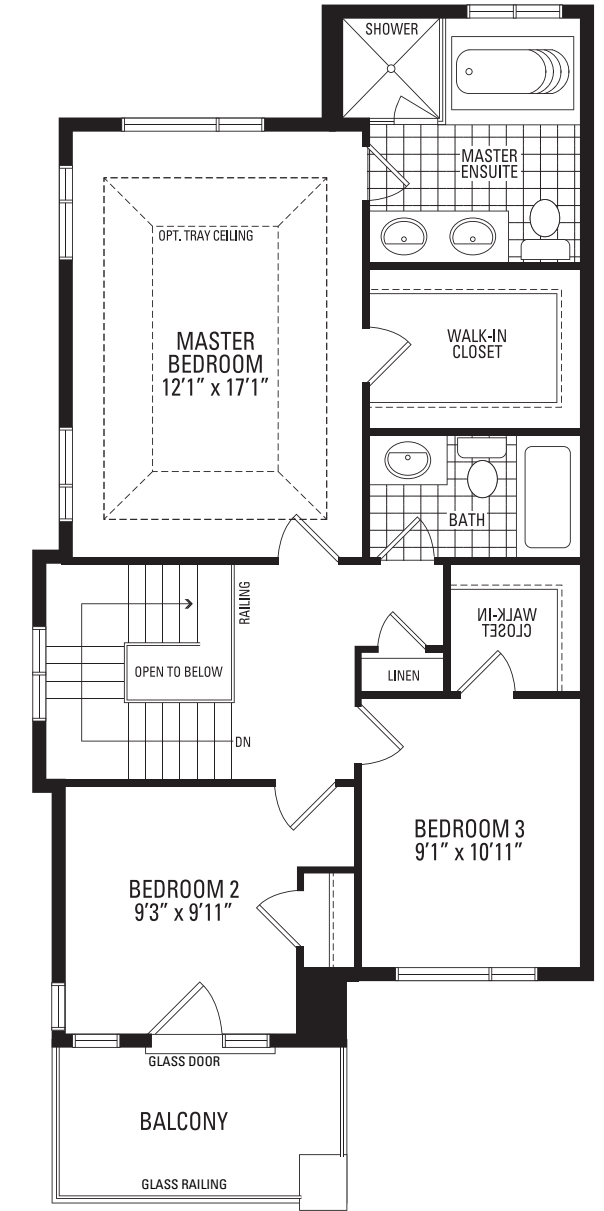 SHOWER
MASTER
ENSUITE
OPT. TRAY CEILING
MASTER
BEDROOM
12'1" x 17'1"
WALK-IN
CLOSET
BATH
RAILING
WALK-IN
CLOSET
OPEN TO BELOW
LINEN
DN
BEDROOM 3
9'1" x 10'11"
BEDROOM 2
9'3" x 9'11"
GLASS DOOR
BALCONY
GLASS RAILING